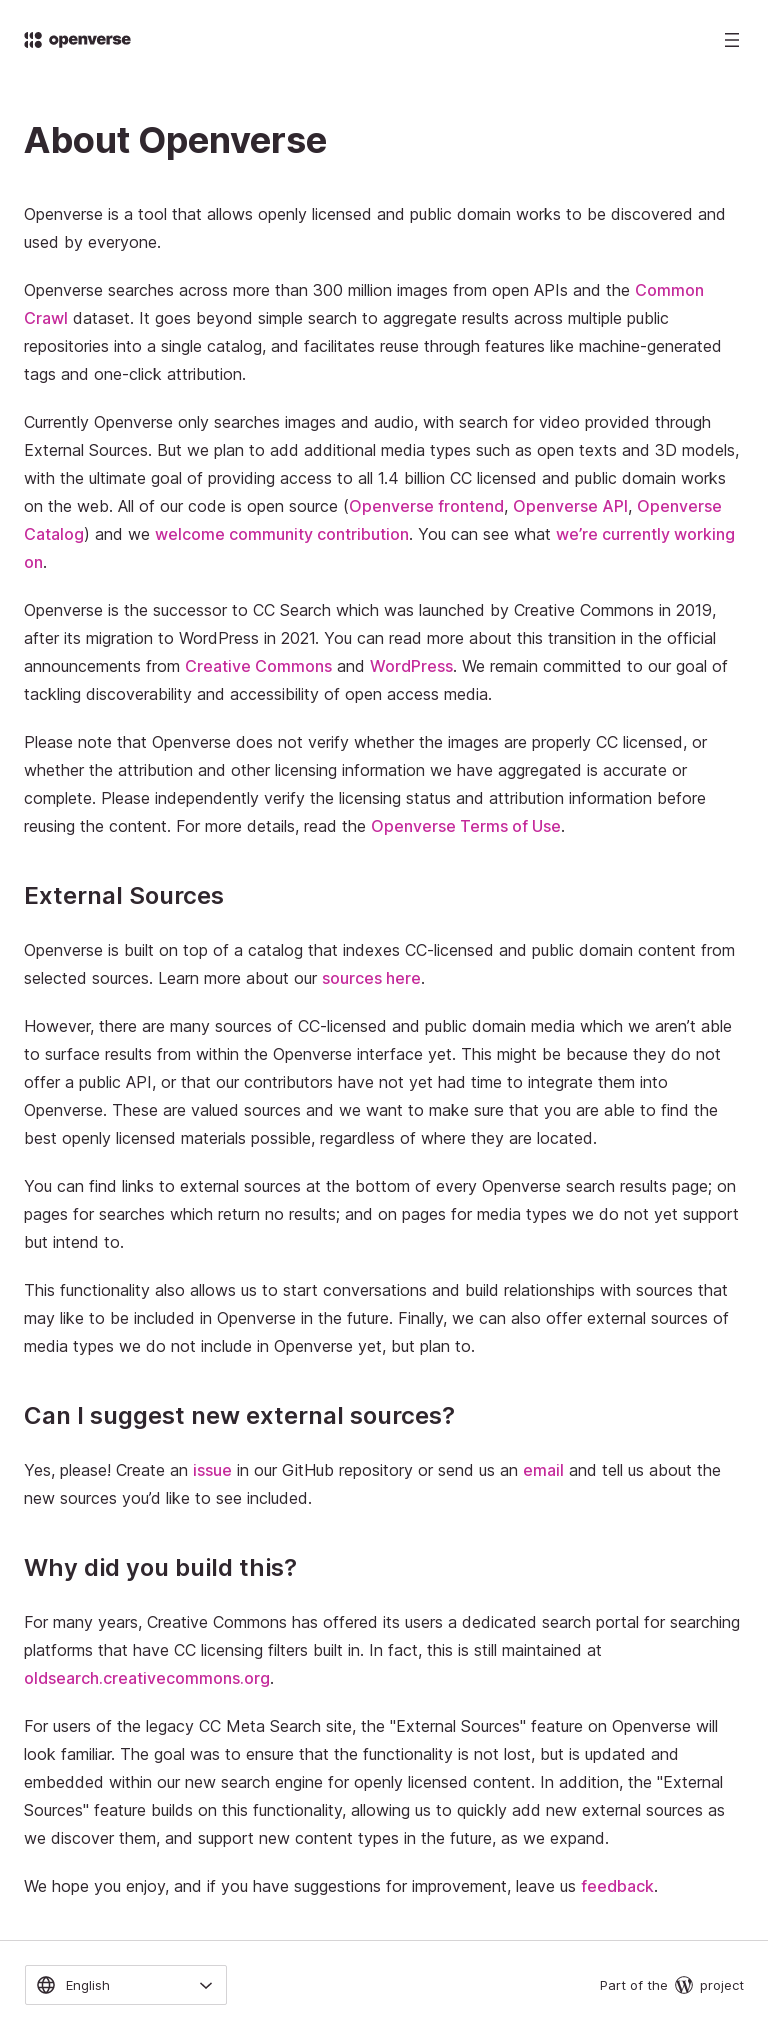 openverse
About Openverse
Openverse is a tool that allows openly licensed and public domain works to be discovered and
used by everyone.
Openverse searches across more than 300 million images from open APIs and the Common
Crawl dataset. It goes beyond simple search to aggregate results across multiple public
repositories into a single catalog, and facilitates reuse through features like machine-generated
tags and one-click attribution.
Currently Openverse only searches images and audio, with search for video provided through
External Sources. But we plan to add additional media types such as open texts and 3D models,
with the ultimate goal of providing access to all 1.4 billion CC licensed and public domain works
on the web. All of our code is open source (Openverse frontend, Openverse API, Openverse
Catalog) and we welcome community contribution. You can see what we’re currently working
on.
Openverse is the successor to CC Search which was launched by Creative Commons in 2019,
after its migration to WordPress in 2021. You can read more about this transition in the official
announcements from Creative Commons and WordPress. We remain committed to our goal of
tackling discoverability and accessibility of open access media.
Please note that Openverse does not verify whether the images are properly CC licensed, or
whether the attribution and other licensing information we have aggregated is accurate or
complete. Please independently verify the licensing status and attribution information before
reusing the content. For more details, read the Openverse Terms of Use.
External Sources
Openverse is built on top of a catalog that indexes CC-licensed and public domain content from
selected sources. Learn more about our sources here.
However, there are many sources of CC-licensed and public domain media which we aren’t able
to surface results from within the Openverse interface yet. This might be because they do not
offer a public API, or that our contributors have not yet had time to integrate them into
Openverse. These are valued sources and we want to make sure that you are able to find the
best openly licensed materials possible, regardless of where they are located.
You can find links to external sources at the bottom of every Openverse search results page; on
pages for searches which return no results; and on pages for media types we do not yet support
but intend to.
This functionality also allows us to start conversations and build relationships with sources that
may like to be included in Openverse in the future. Finally, we can also offer external sources of
media types we do not include in Openverse yet, but plan to.
Can I suggest new external sources?
Yes, please! Create an issue in our GitHub repository or send us an email and tell us about the
new sources you’d like to see included.
Why did you build this?
For many years, Creative Commons has offered its users a dedicated search portal for searching
platforms that have CC licensing filters built in. In fact, this is still maintained at
oldsearch.creativecommons.org.
For users of the legacy CC Meta Search site, the "External Sources" feature on Openverse will
look familiar. The goal was to ensure that the functionality is not lost, but is updated and
embedded within our new search engine for openly licensed content. In addition, the "External
Sources" feature builds on this functionality, allowing us to quickly add new external sources as
we discover them, and support new content types in the future, as we expand.
We hope you enjoy, and if you have suggestions for improvement, leave us feedback.
English
Part of the project